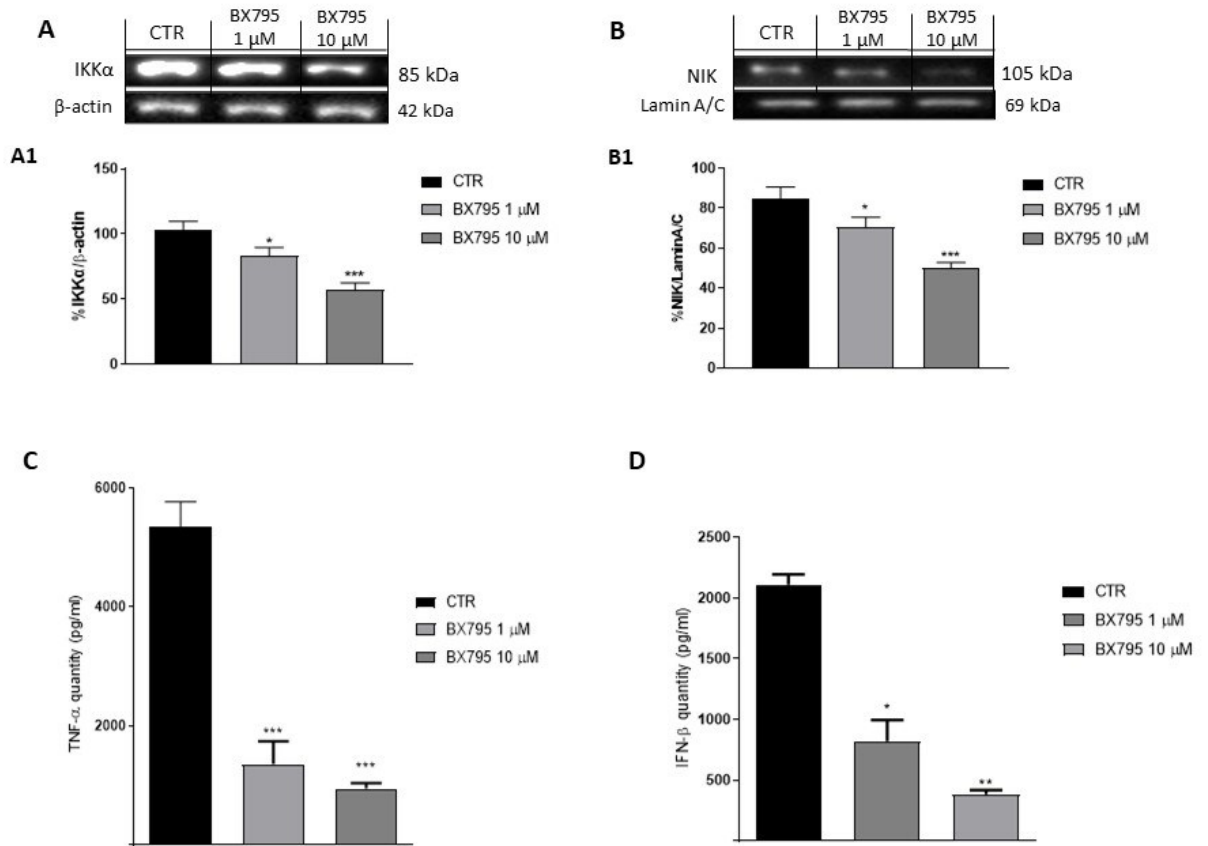 A
CTR
BX795
1 µM
BX795
10 µM
IKKα
85 kDa
β-actin
42 kDa
B
CTR
BX795
1 µM
BX795
10 µM
NIK
105 kDa
Lamin A/C
69 kDa
A1
%IKKα/β-actin
150
100
50
0
*
***
CTR
BX795 1 µM
BX795 10 µM
B1
%NIK/LaminA/C
100
80
60
40
20
0
*
***
CTR
BX795 1 µM
BX795 10 µM
C
TNF-α quantity (pg/ml)
6000
4000
2000
***
***
CTR
BX795 1 µM
BX795 10 µM
D
IFN-β quantity (pg/ml)
2500
2000
1500
1000
500
*
**
CTR
BX795 1 µM
BX795 10 µM